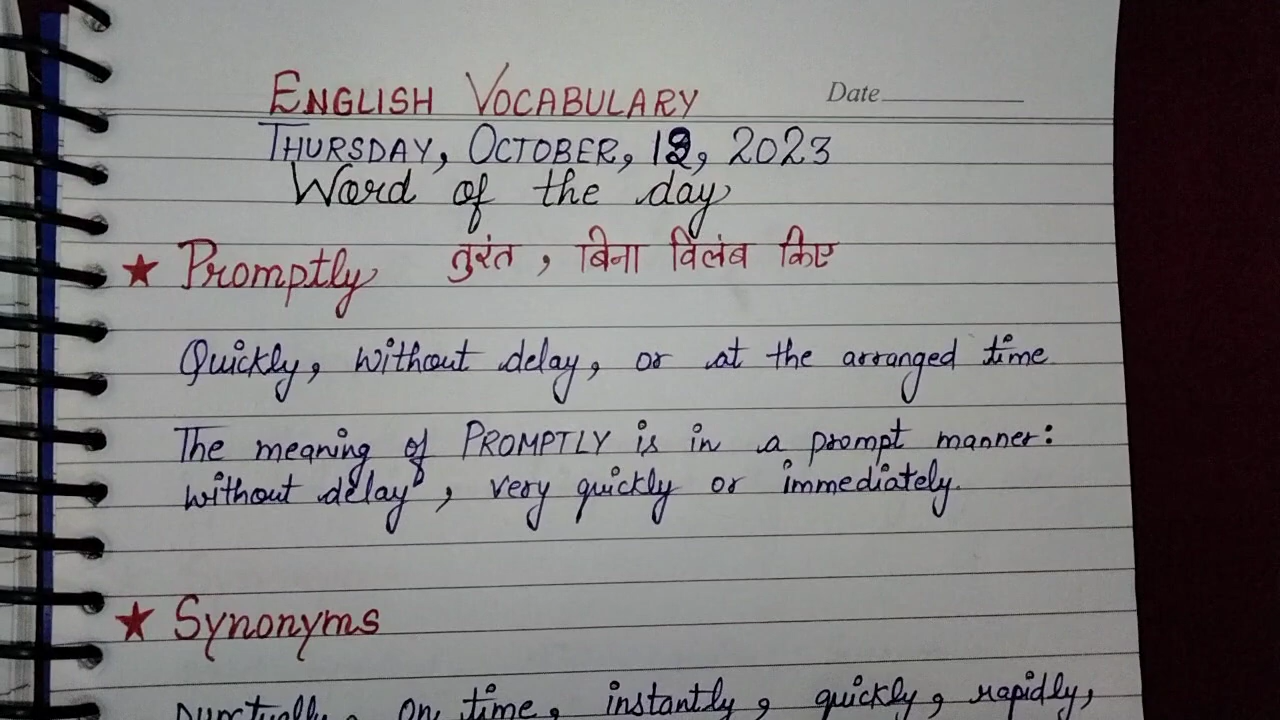 ENGLISH VOCABULARY Date
THURSDAY, OCTOBER, 12, 2023
Word of the day
★ Promptly तुरंत , बिना विलंब किए
Quickly, without delay, or at the arranged time
The meaning of PROMPTLY is in a prompt manner:
without delay, very quickly or immediately.
★ Synonyms
Punctually, on time, instantly, quickly, rapidly,